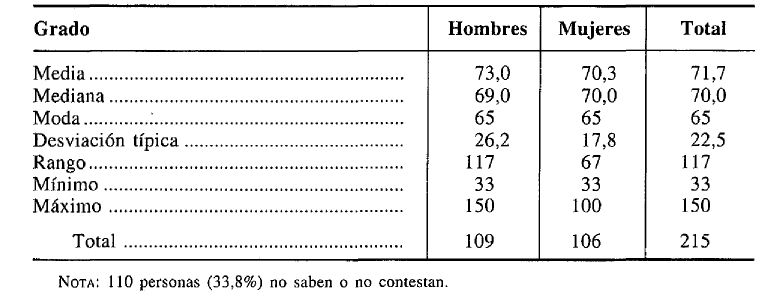 Grado Hombres Mujeres Total
Media 73,0 70,3 71,7
Mediana 69,0 70,0 70,0
Moda 65 65 65
Desviación típica 26,2 17,8 22,5
Rango 117 67 117
Mínimo 33 33 33
Máximo 150 100 150
Total 109 106 215
NOTA: 110 personas (33,8%) no saben o no contestan.